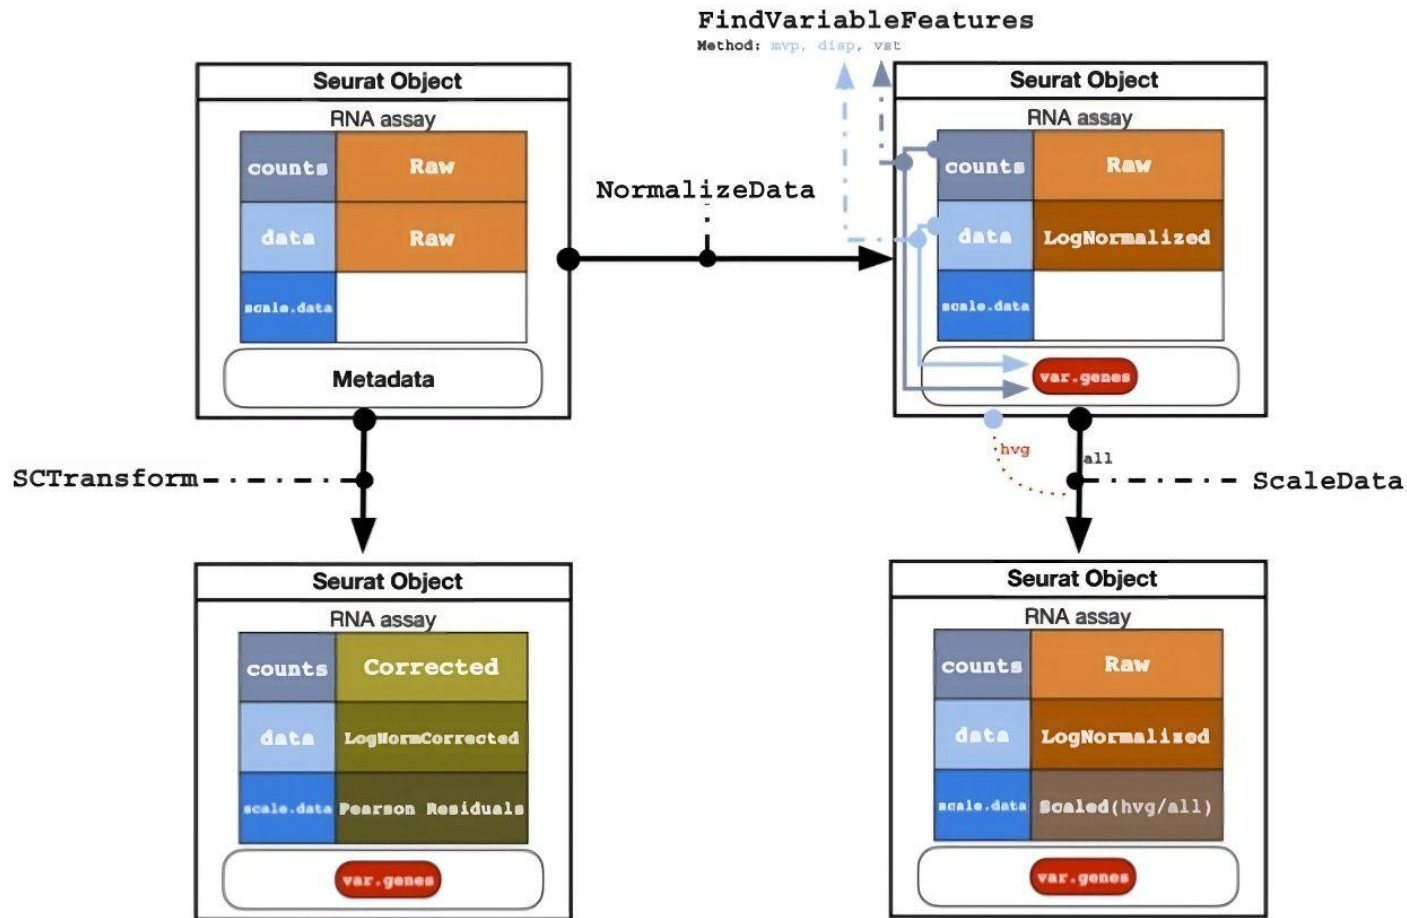 FindVariableFeatures
Method: mvp, disp, vst
Seurat Object
RNA assay
counts Raw
data Raw
scale.data
Metadata
NormalizeData
Seurat Object
RNA assay
counts Raw
data LogNormalized
scale.data
var.genes
SCTransform
hvg
all
ScaleData
Seurat Object
RNA assay
counts Corrected
data LogNormCorrected
scale.data Pearson Residuals
var.genes
Seurat Object
RNA assay
counts Raw
data LogNormalized
scale.data Scaled(hvg/all)
var.genes